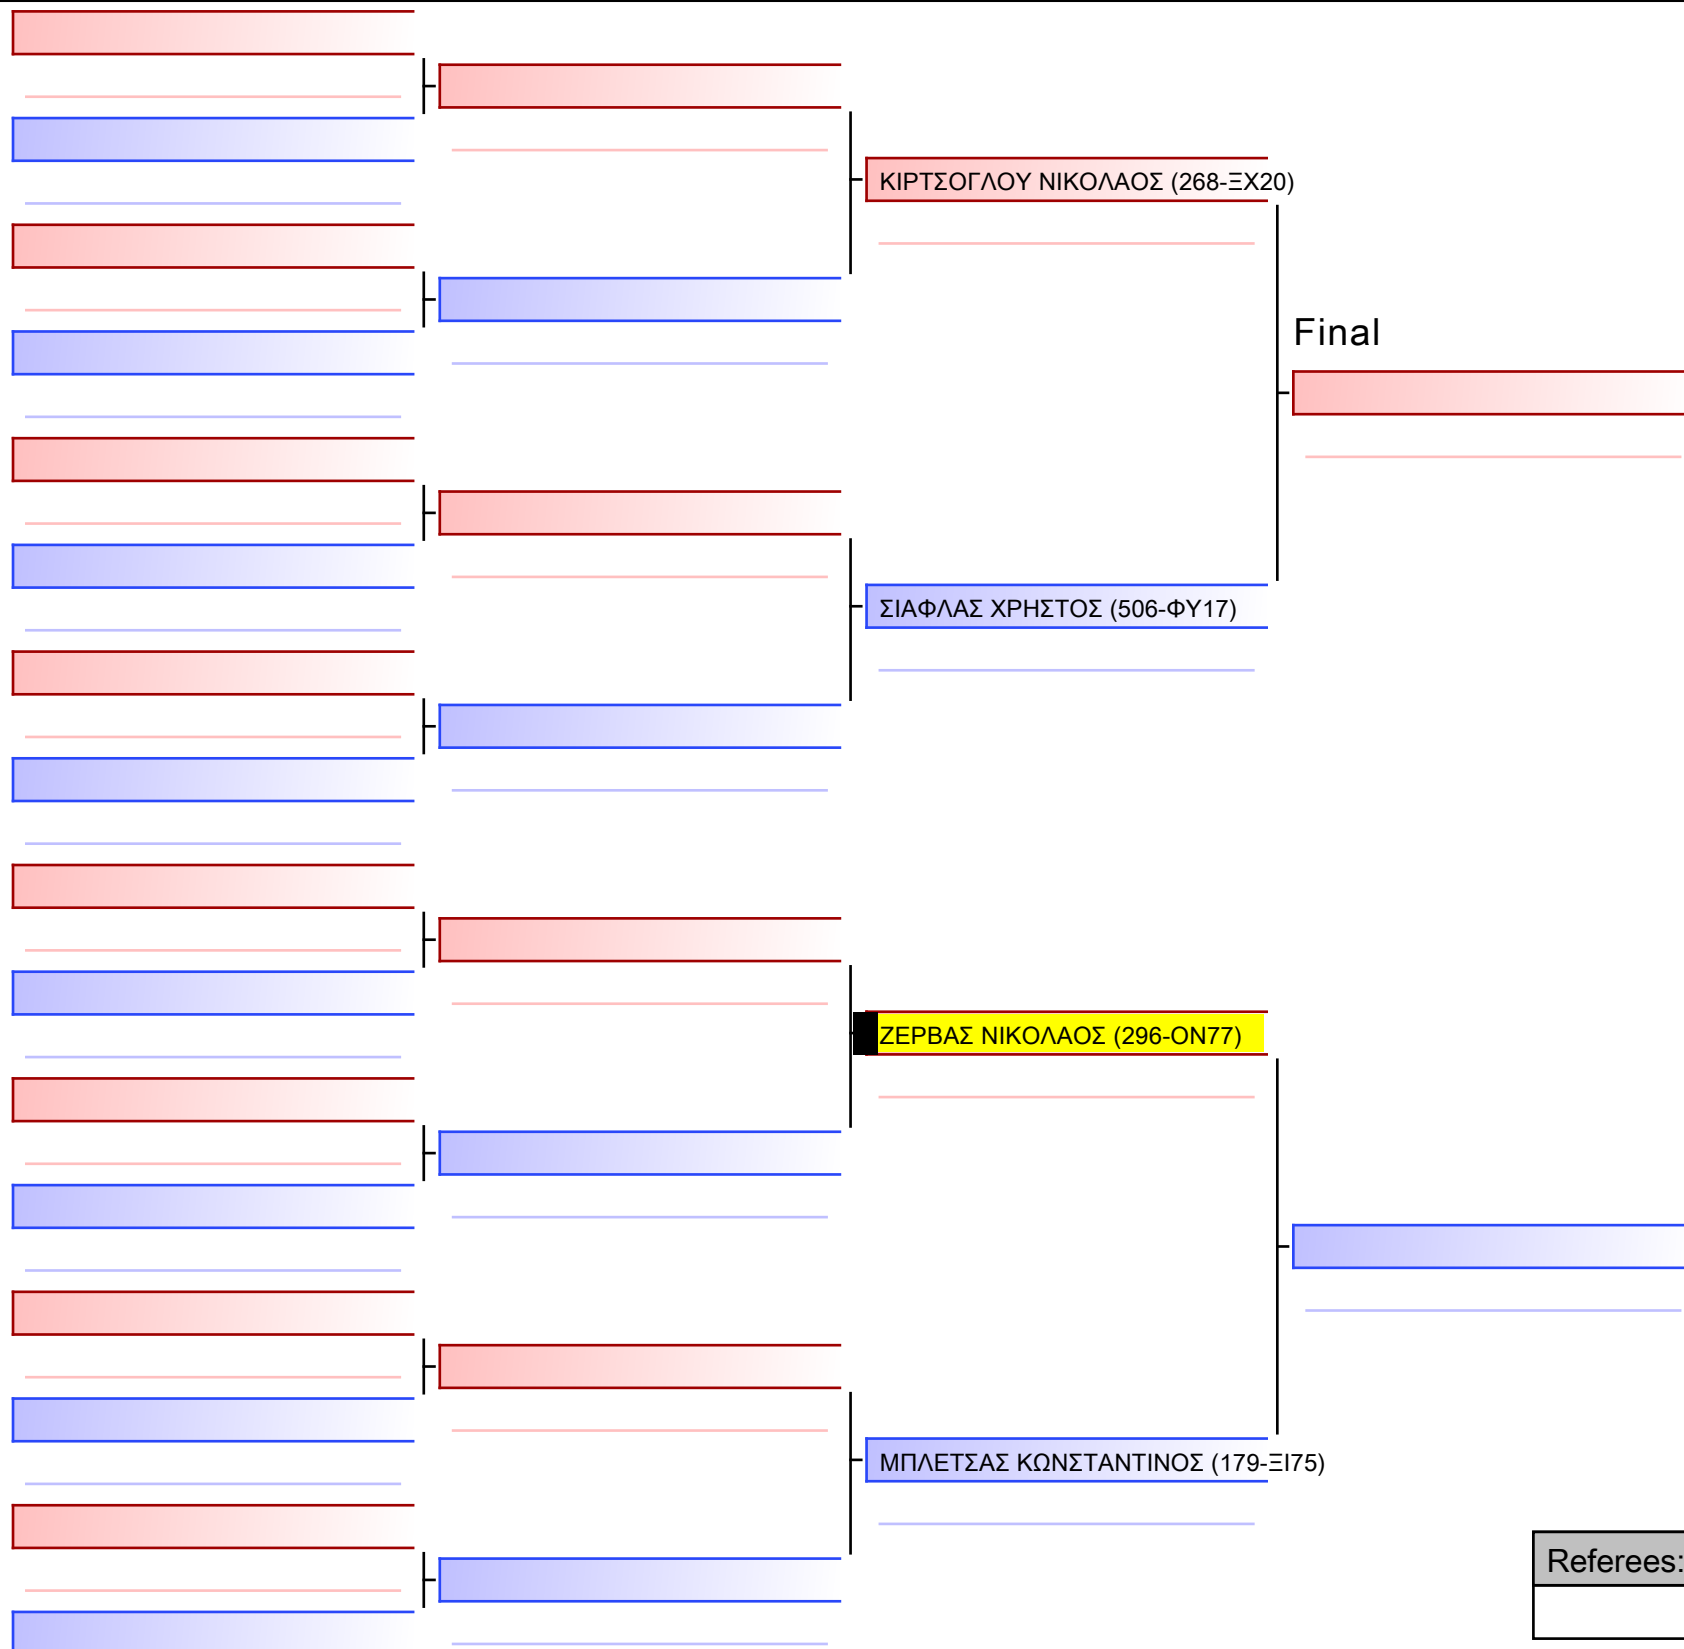 ΚΙΡΤΣΟΓΛΟΥ ΝΙΚΟΛΑΟΣ (268-ΞΧ20)
Final
ΣΙΑΦΛΑΣ ΧΡΗΣΤΟΣ (506-ΦΥ17)
ΖΕΡΒΑΣ ΝΙΚΟΛΑΟΣ (296-ΟΝ77)
ΜΠΛΕΤΣΑΣ ΚΩΝΣΤΑΝΤΙΝΟΣ (179-ΞΙ75)
Referees: